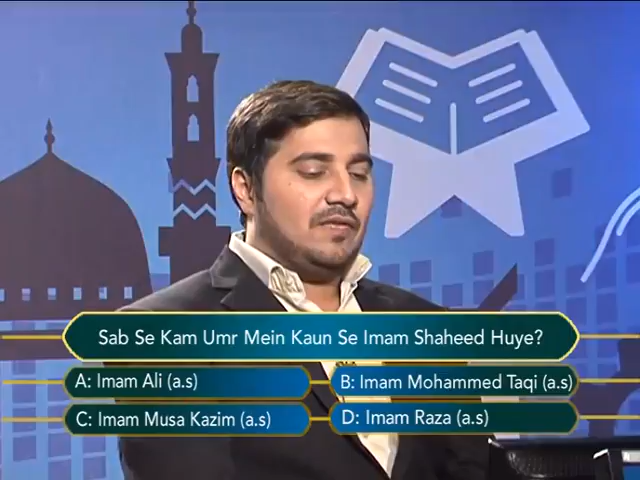 Sab Se Kam Umr Mein Kaun Se Imam Shaheed Huye?
A: Imam Ali (a.s)
B: Imam Mohammed Taqi (a.s)
C: Imam Musa Kazim (a.s)
D: Imam Raza (a.s)